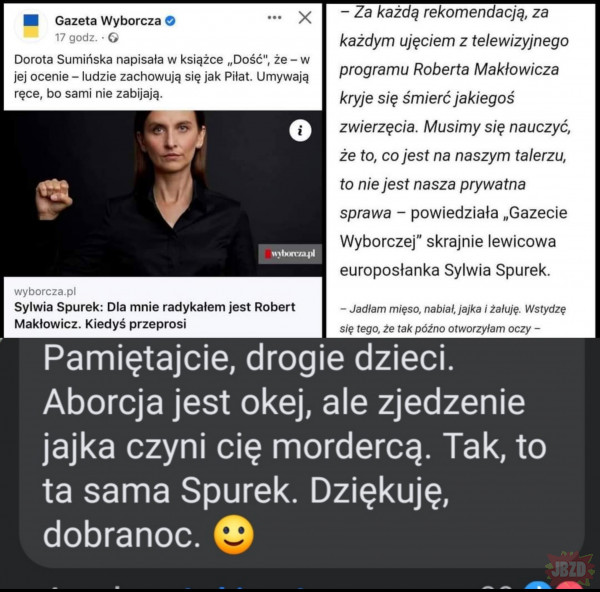 Gazeta Wyborcza
17 godz. ·
Dorota Sumińska napisała w książce „Dość", że – w
jej ocenie – ludzie zachowują się jak Piłat. Umywają
ręce, bo sami nie zabijają.
wyborcza.pl
wyborcza.pl
Sylwia Spurek: Dla mnie radykałem jest Robert
Makłowicz. Kiedyś przeprosi
– Za każdą rekomendacją, za
każdym ujęciem z telewizyjnego
programu Roberta Makłowicza
kryje się śmierć jakiegoś
zwierzęcia. Musimy się nauczyć,
że to, co jest na naszym talerzu,
to nie jest nasza prywatna
sprawa – powiedziała „Gazecie
Wyborczej” skrajnie lewicowa
europosłanka Sylwia Spurek.
– Jadłam mięso, nabiał, jajka i żałuję. Wstydzę
się tego, że tak późno otworzyłam oczy –
Pamiętajcie, drogie dzieci.
Aborcja jest okej, ale zjedzenie
jajka czyni cię mordercą. Tak, to
ta sama Spurek. Dziękuję,
dobranoc. 🙂
JBZD